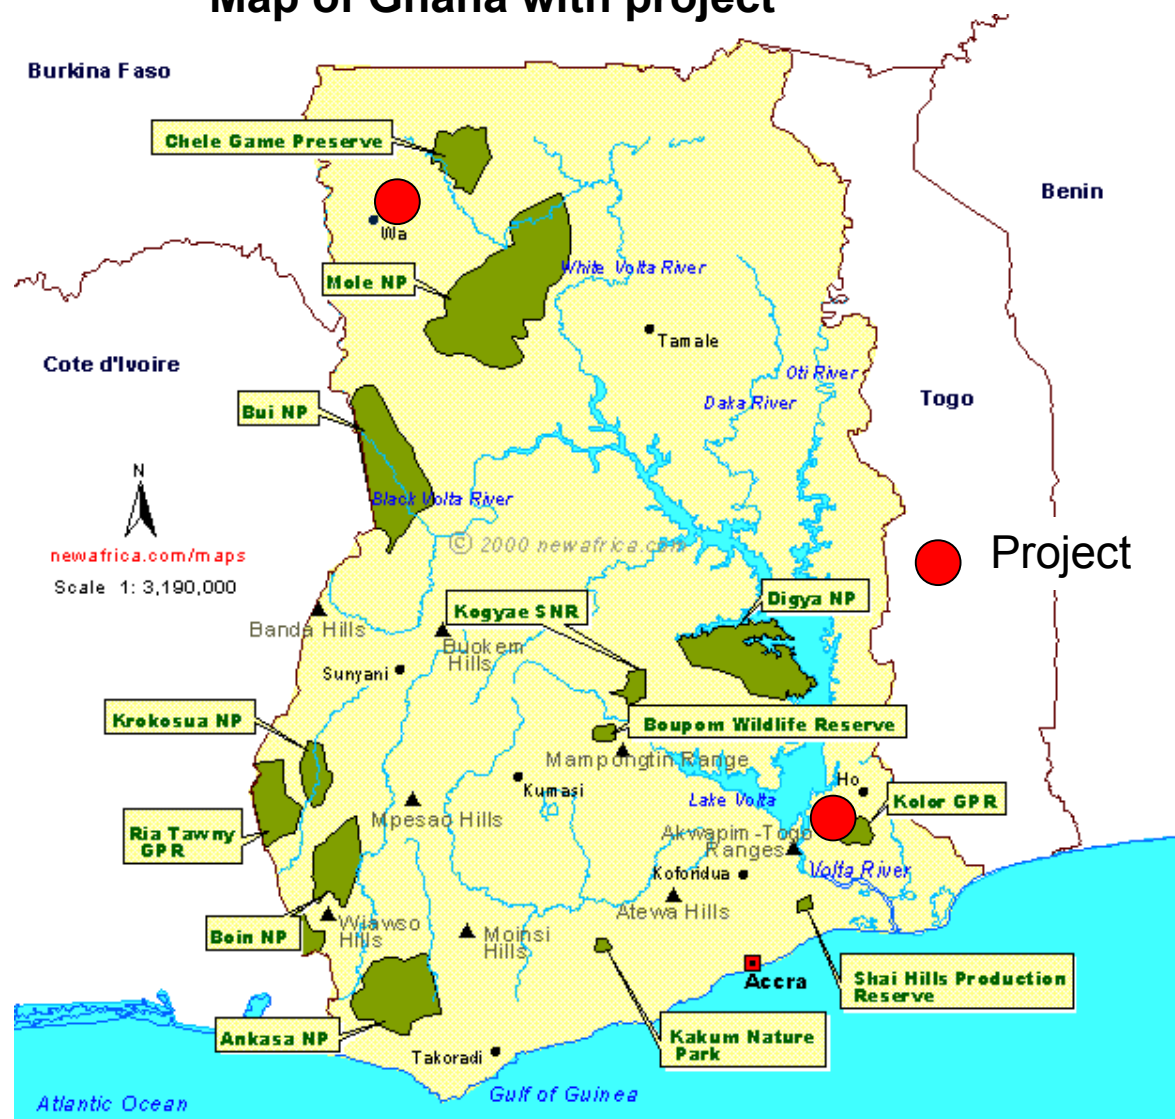 Map of Ghana with project
Burkina Faso
Chele Game Preserve
Benin
Wa
White Volta River
Mole NP
Tamale
Cote d'Ivoire
Oti River
Togo
Bui NP
Daka River
N
Black Volta River
© 2000 newafrica.com
Project
newafrica.com/maps
Scale 1: 3,190,000
Digya NP
Kogyae SNR
Banda Hills
Buokem
Hills
Sunyani
Krokosua NP
Boupom Wildlife Reserve
Mampongtin Range
Ho
Kumasi
Lake Volta
Kolor GPR
Mpesao Hills
Ria Tawny
GPR
Akwapim-Togo
Ranges
Koforidua
Volta River
Atewa Hills
Wiawso
Hills
Boin NP
Moinsi
Hills
Accra
Shai Hills Production
Reserve
Ankasa NP
Kakum Nature
Park
Takoradi
Gulf of Guinea
Atlantic Ocean